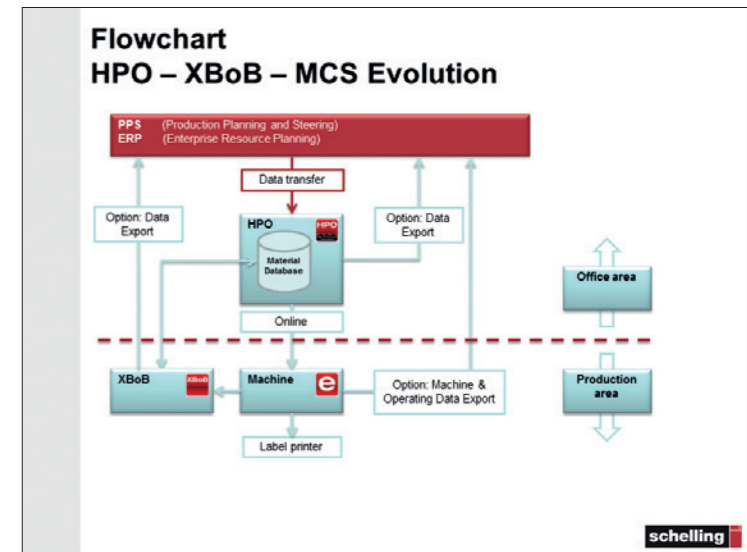 Flowchart
HPO – XBoB – MCS Evolution
PPS (Production Planning and Steering)
ERP (Enterprise Resource Planning)
Data transfer
Option: Data
Export
HPO
HPO
Material
Database
Option: Data
Export
Office area
Online
XBoB
XBoB
Machine
e
Option: Machine &
Operating Data Export
Production
area
Label printer
schelling